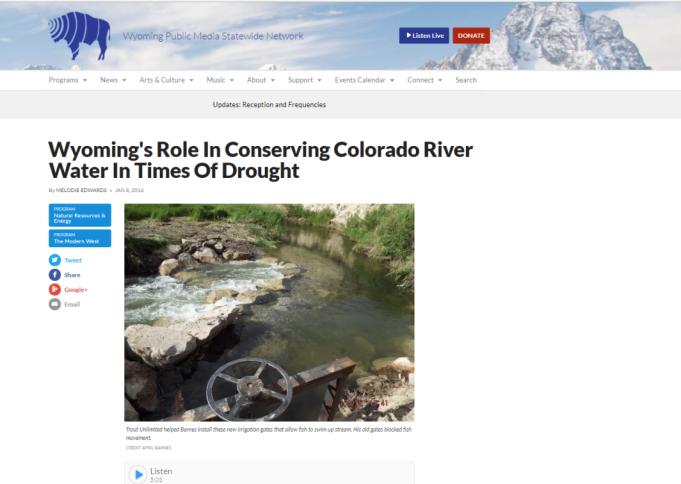 Wyoming Public Media Statewide Network
Listen Live
DONATE
Programs News Arts & Culture Music About Support Events Calendar Connect Search
Updates: Reception and Frequencies
Wyoming's Role In Conserving Colorado River
Water In Times Of Drought
By MELODIE EDWARDS • JAN 8, 2016
PROGRAM
Natural Resources &
Energy
PROGRAM
The Modern West
Tweet
Share
Google+
Email
Trout Unlimited helped Barnes install these new irrigation gates that allow fish to swim up stream. His old gates blocked fish
movement.
CREDIT APRIL BARNES
Listen
5:03